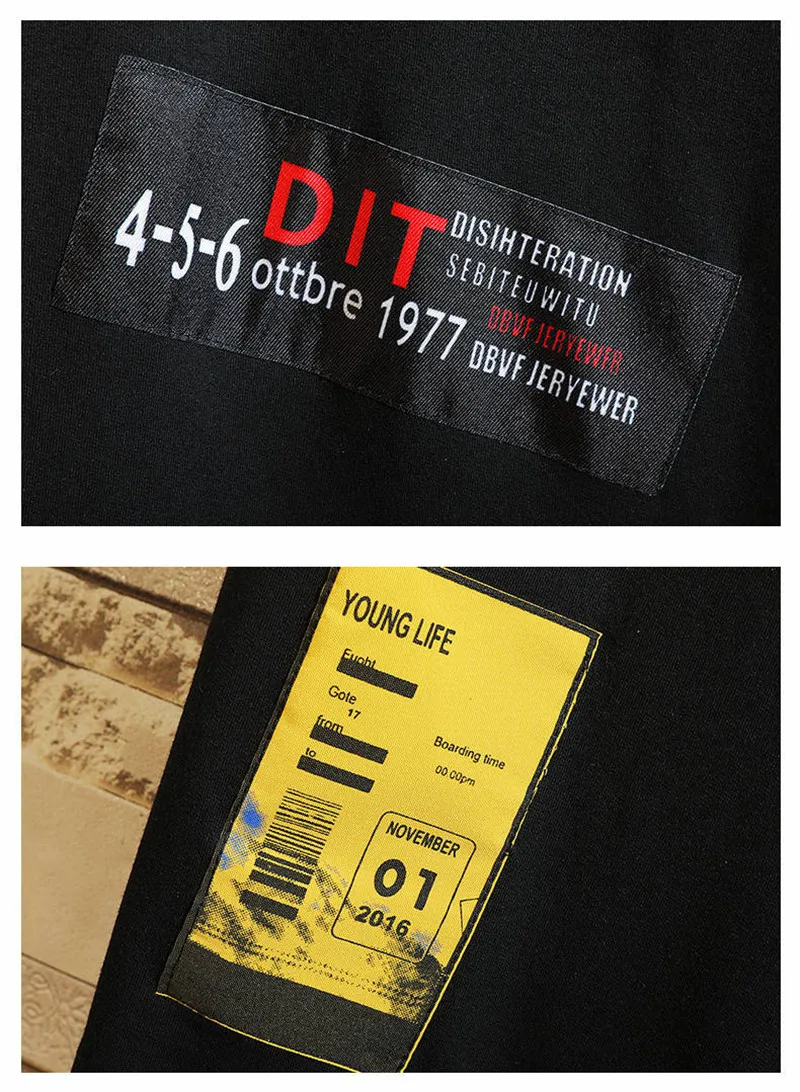 DIT
4-5-6 ottbre 1977
DISIHTERATION
SEBITEUWITU
DBVF JERYEWER
DBVF JERYEWER
YOUNG LIFE
Fuoht
Gote
17
from
to
Boarding time
00:00pm
NOVEMBER
01
2016